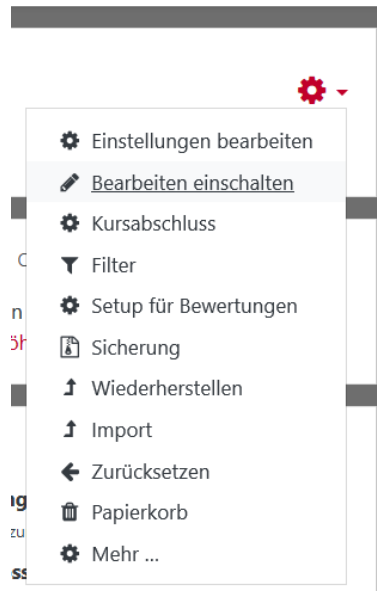 Einstellungen bearbeiten
Bearbeiten einschalten
Kursabschluss
Filter
Setup für Bewertungen
Sicherung
Wiederherstellen
Import
Zurücksetzen
Papierkorb
Mehr ...